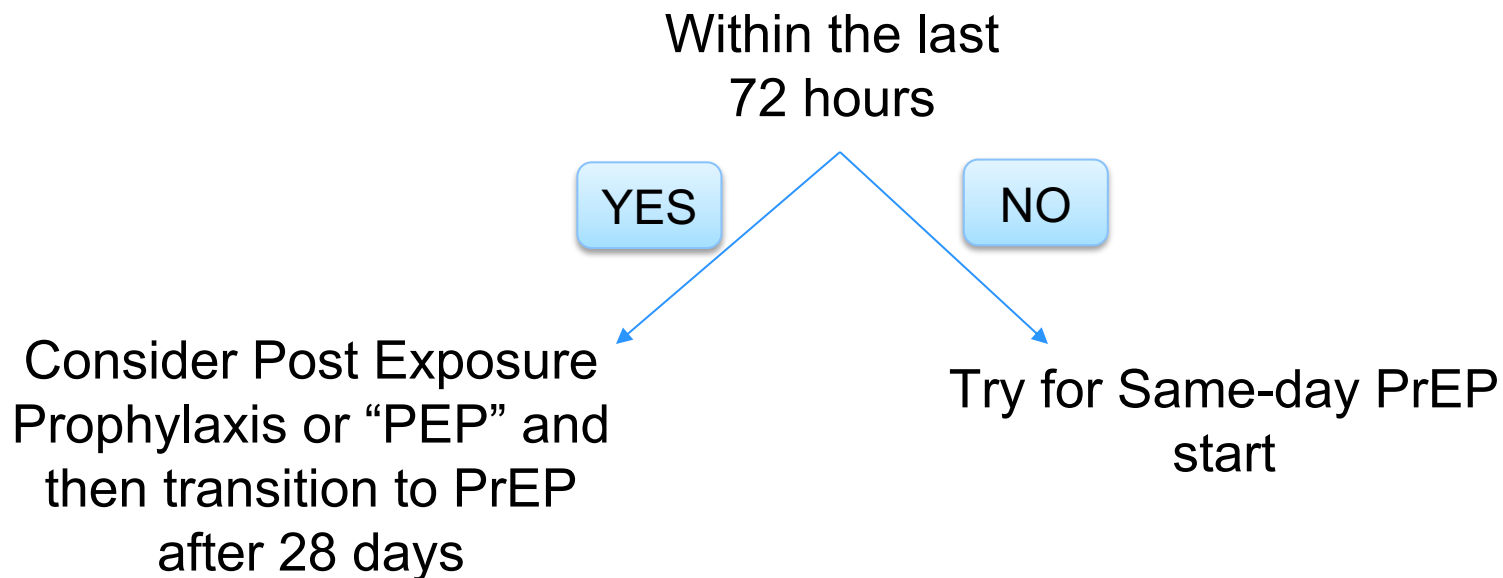 Within the last
72 hours
YES
NO
Consider Post Exposure
Prophylaxis or “PEP” and
then transition to PrEP
after 28 days
Try for Same-day PrEP
start